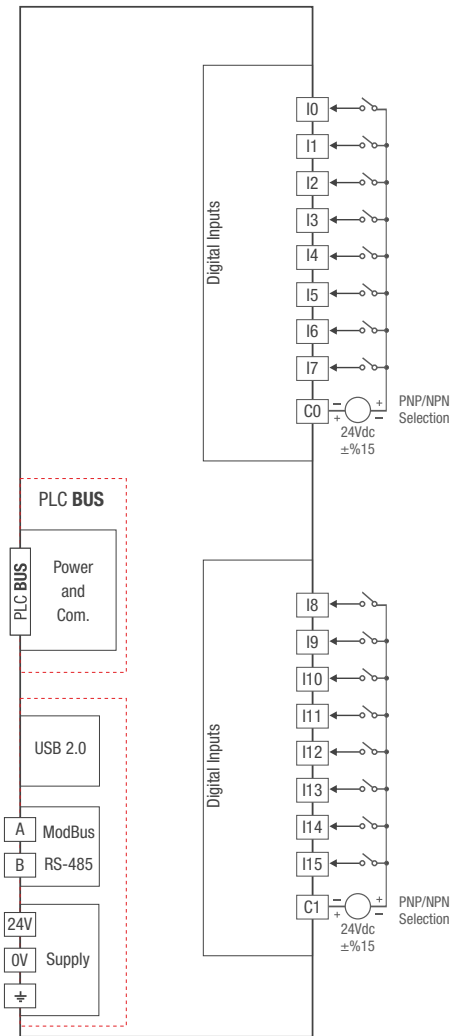 Digital Inputs
I0
I1
I2
I3
I4
I5
I6
I7
C0
− +
+ −
24Vdc
±%15
PNP/NPN
Selection
PLC BUS
PLC BUS
Power
and
Com.
USB 2.0
A
B
ModBus
RS-485
24V
0V
Supply
Digital Inputs
I8
I9
I10
I11
I12
I13
I14
I15
C1
− +
+ −
24Vdc
±%15
PNP/NPN
Selection